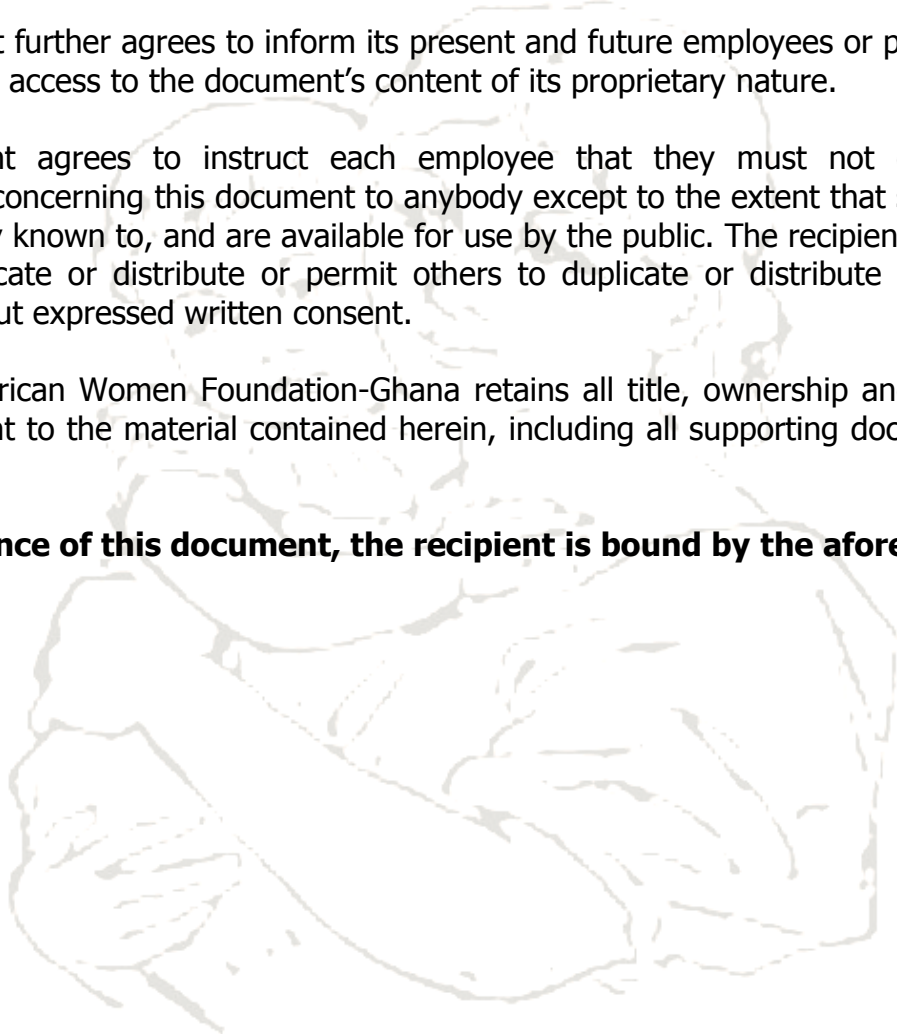 t further agrees to inform its present and future employees or p
access to the document’s content of its proprietary nature.
nt agrees to instruct each employee that they must not
concerning this document to anybody except to the extent that
y known to, and are available for use by the public. The recipien
cate or distribute or permit others to duplicate or distribute
ut expressed written consent.
rican Women Foundation-Ghana retains all title, ownership an
nt to the material contained herein, including all supporting doc
nce of this document, the recipient is bound by the afore